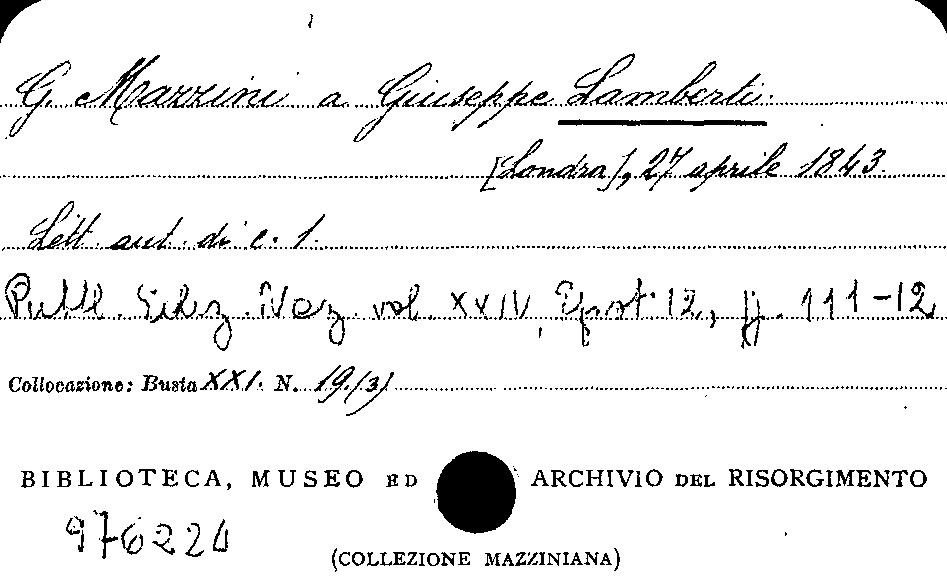 G. Mazzini a Giuseppe Lamberti.
[Londra], 27 aprile 1843.
Lett. aut. di c. 1.
Pubbl. Ediz. Naz. vol. XXIV, Epist. 12, pp. 111-12
Collocazione: Busta XXI. N. 19(3)
BIBLIOTECA, MUSEO ED ARCHIVIO DEL RISORGIMENTO
976220
(COLLEZIONE MAZZINIANA)